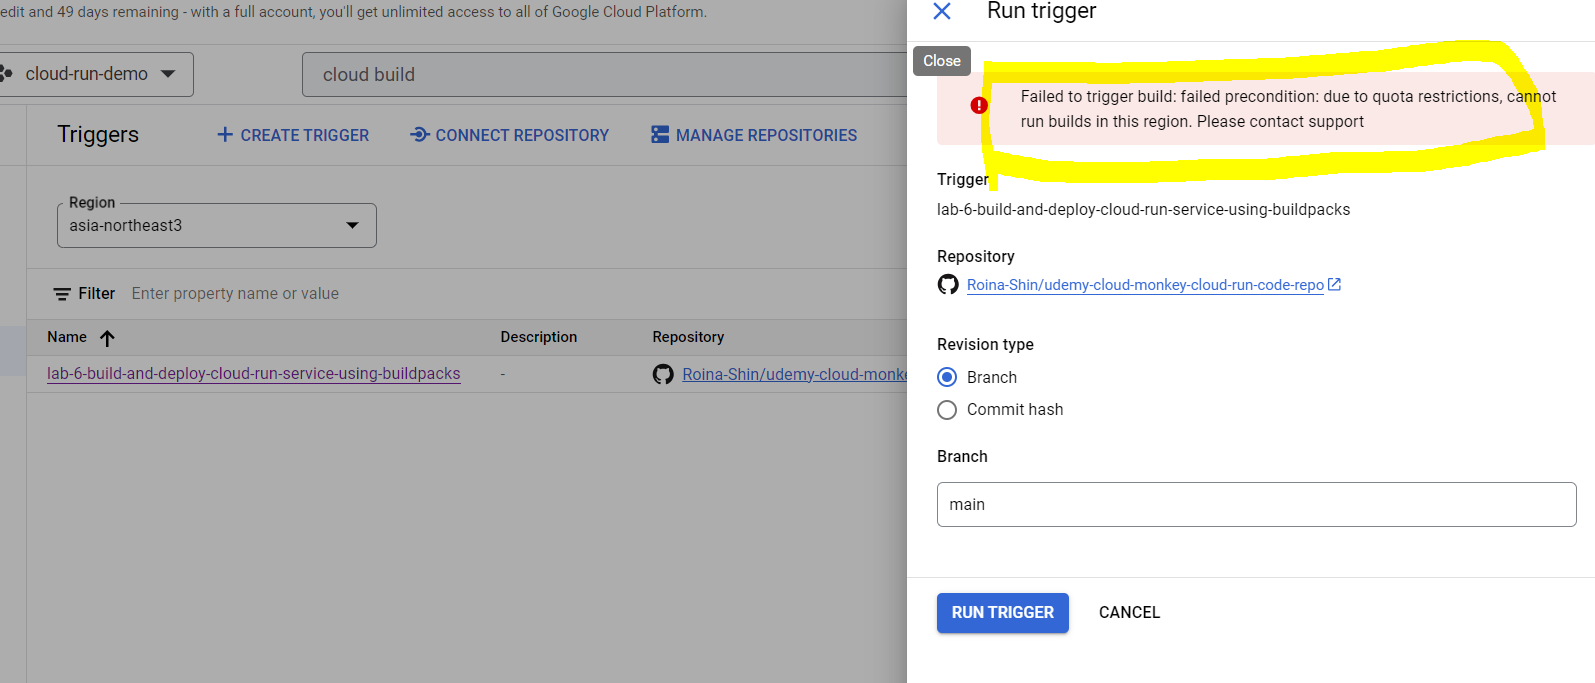 edit and 49 days remaining - with a full account, you'll get unlimited access to all of Google Cloud Platform.
Run trigger
cloud-run-demo
cloud build
Close
Failed to trigger build: failed precondition: due to quota restrictions, cannot
run builds in this region. Please contact support
Triggers
CREATE TRIGGER
CONNECT REPOSITORY
MANAGE REPOSITORIES
Region
asia-northeast3
Filter
Enter property name or value
Name
Description
Repository
lab-6-build-and-deploy-cloud-run-service-using-buildpacks
-
Roina-Shin/udemy-cloud-monke
Trigger
lab-6-build-and-deploy-cloud-run-service-using-buildpacks
Repository
Roina-Shin/udemy-cloud-monkey-cloud-run-code-repo
Revision type
Branch
Commit hash
Branch
main
RUN TRIGGER
CANCEL